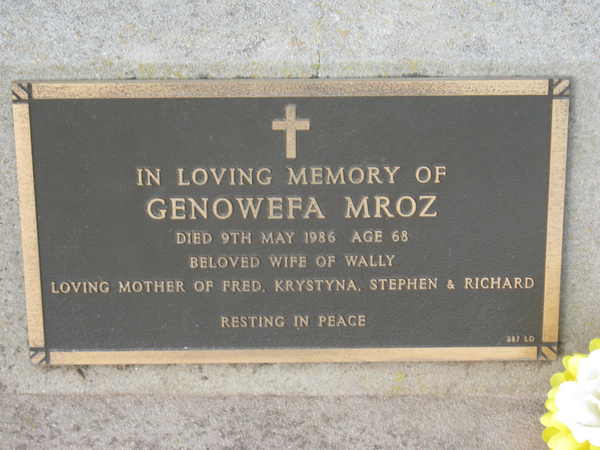 IN LOVING MEMORY OF
GENOWEFA MROZ
DIED 9TH MAY 1986 AGE 68
BELOVED WIFE OF WALLY
LOVING MOTHER OF FRED, KRYSTYNA, STEPHEN & RICHARD
RESTING IN PEACE
287 LD